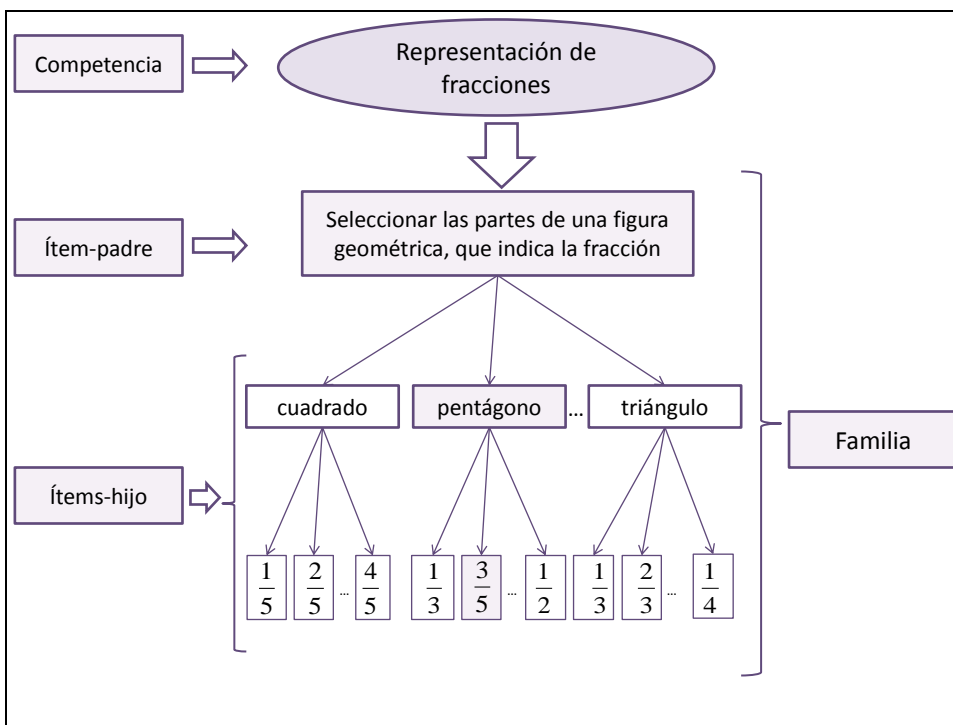 Competencia
Representación de
fracciones
Ítem-padre
Seleccionar las partes de una figura
geométrica, que indica la fracción
cuadrado
pentágono
...
triángulo
Familia
Ítems-hijo
1/5
2/5
...
4/5
1/3
3/5
...
1/2
1/3
2/3
...
1/4